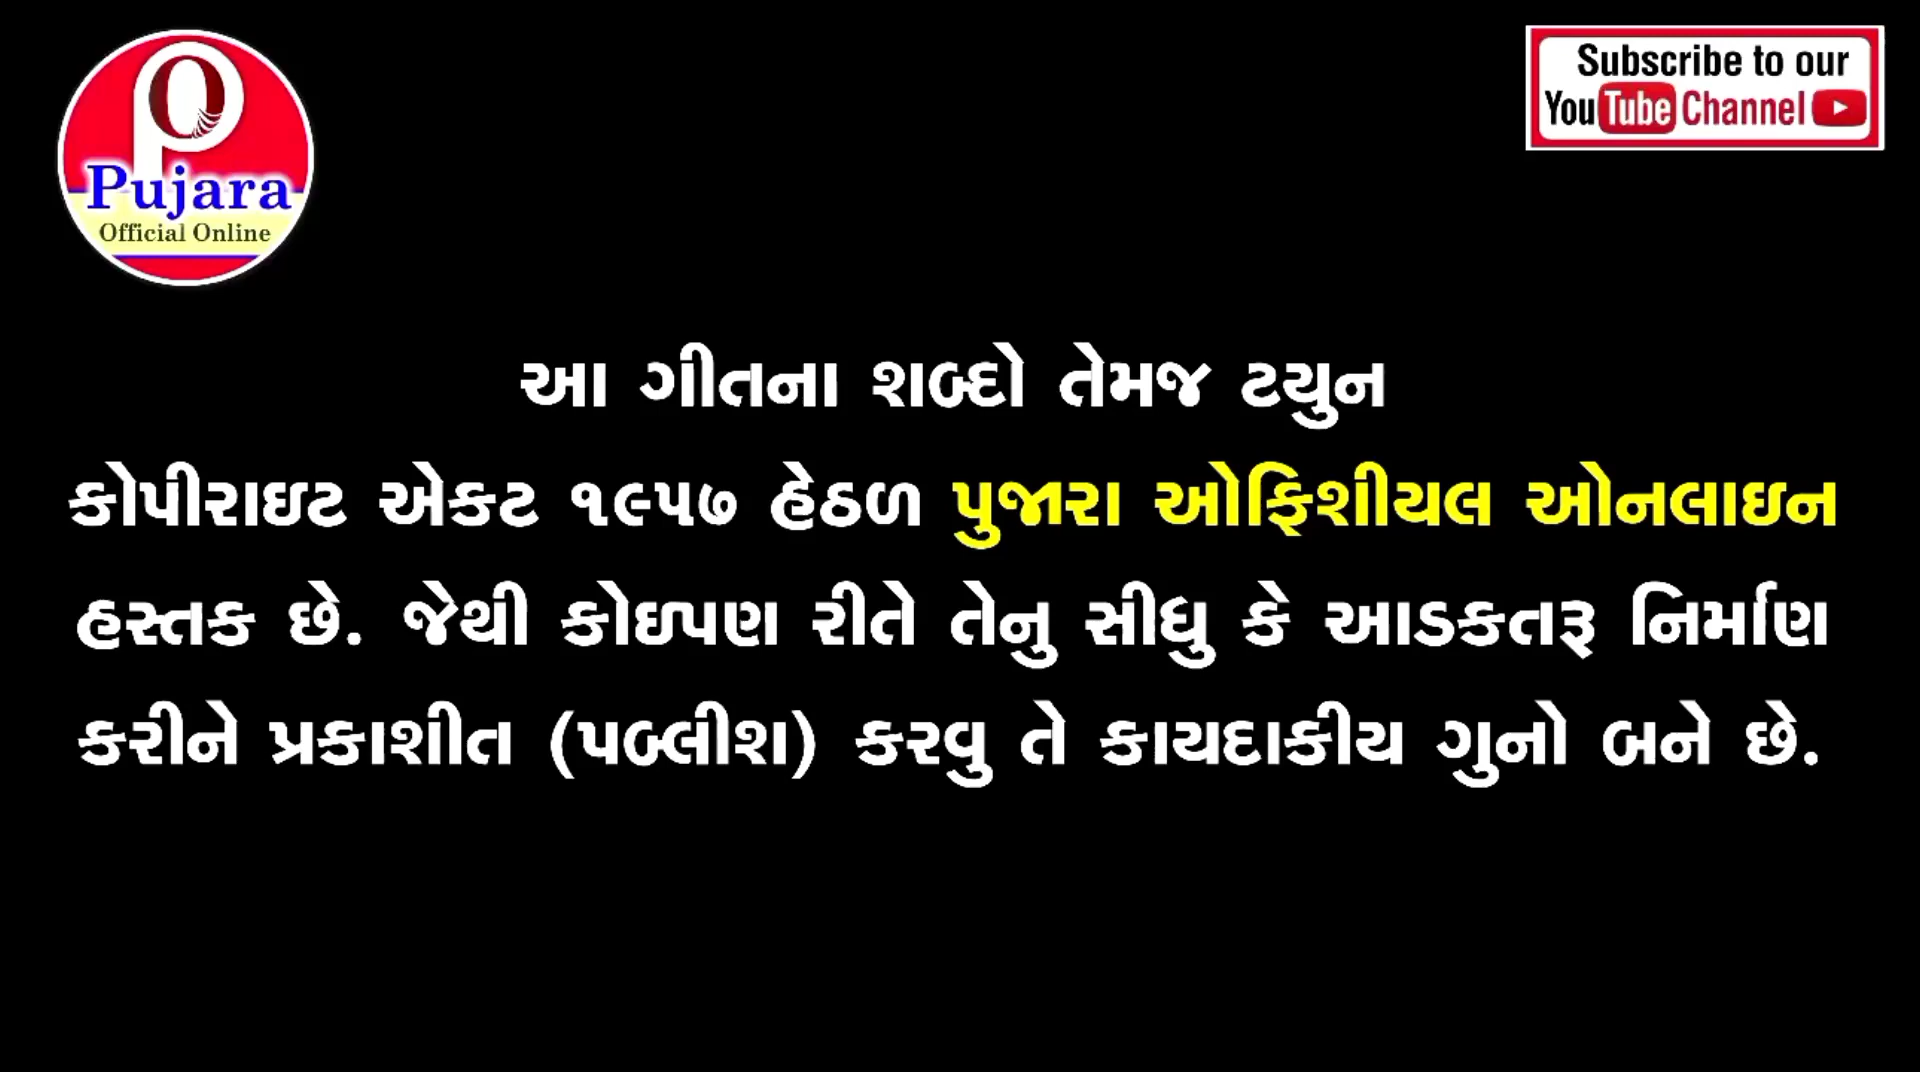 Pujara
Official Online
Subscribe to our
YouTube Channel
આ ગીતના શબ્દો તેમજ ટયુન
કોપીરાઇટ એકટ ૧૯૫૭ હેઠળ પુજારા ઓફિશીયલ ઓનલાઇન
હસ્તક છે. જેથી કોઇપણ રીતે તેનુ સીધુ કે આડકતરૂ નિર્માણ
કરીને પ્રકાશીત (પબ્લીશ) કરવુ તે કાયદાકીય ગુનો બને છે.